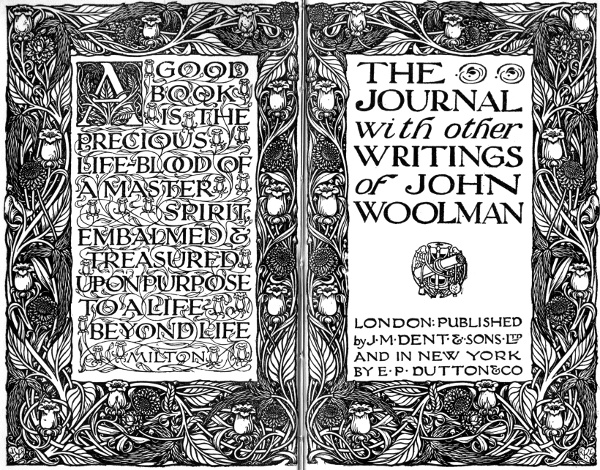 A GOOD
BOOK
IS THE
PRECIOUS
LIFE-BLOOD OF
A MASTER
SPIRIT,
EMBALMED &
TREASURED
UPON PURPOSE
TO A LIFE
BEYOND LIFE
MILTON
THE
JOURNAL
with other
WRITINGS
of JOHN
WOOLMAN
LONDON: PUBLISHED
by J·M·DENT·&·SONS·LTD
AND IN NEW YORK
BY E·P·DUTTON&CO